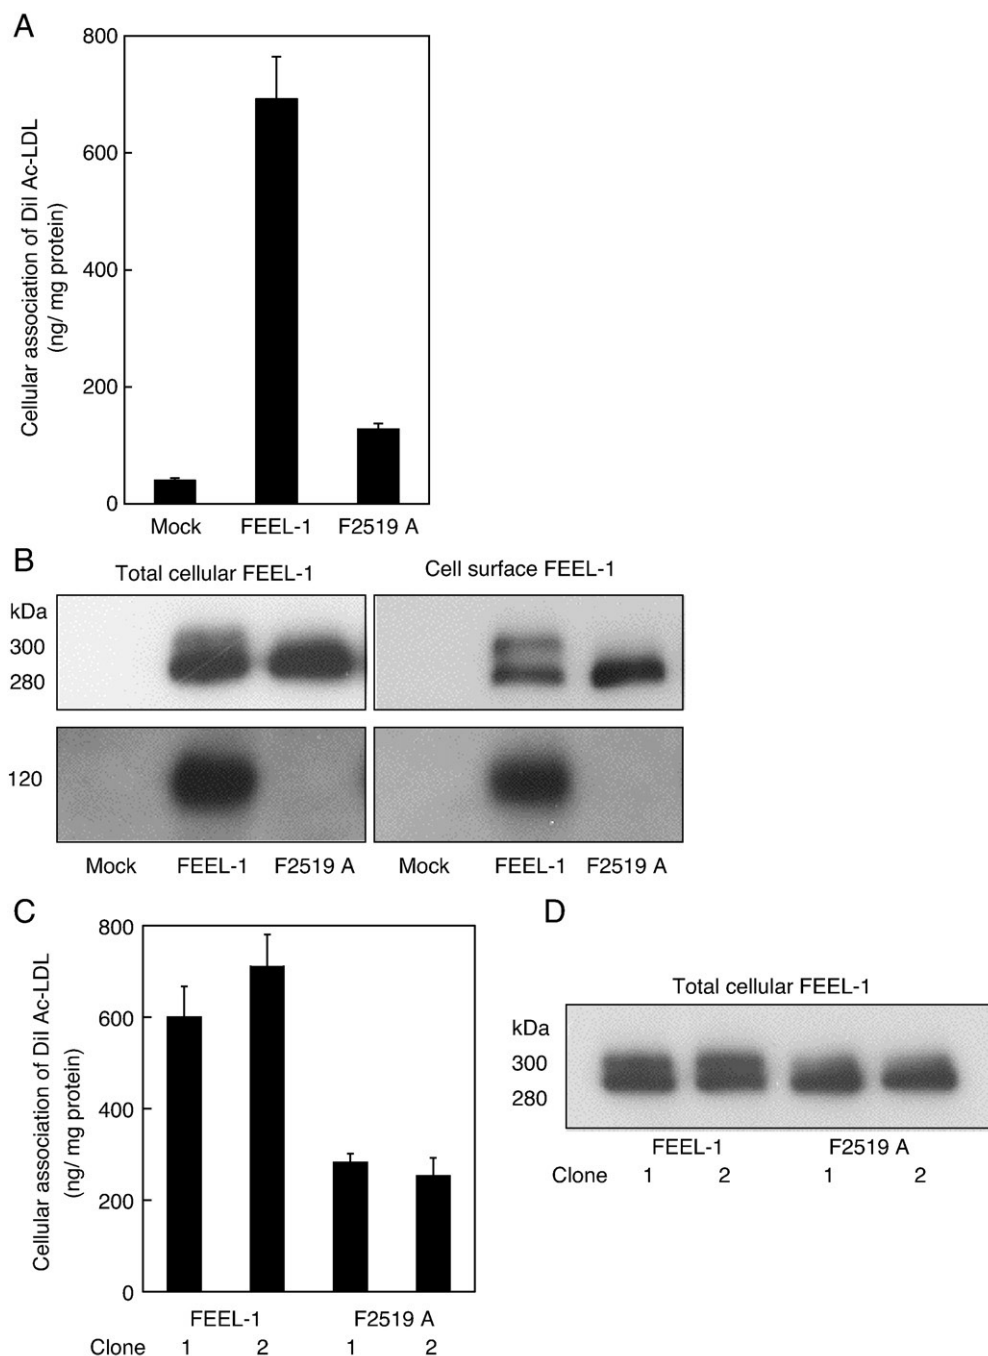 A
800
600
400
200
0
Cellular association of DiI Ac-LDL
(ng/ mg protein)
Mock FEEL-1 F2519 A
B
Total cellular FEEL-1 Cell surface FEEL-1
kDa
300
280
120
Mock FEEL-1 F2519 A Mock FEEL-1 F2519 A
C
800
600
400
200
0
Cellular association of DiI Ac-LDL
(ng/ mg protein)
FEEL-1 F2519 A
Clone 1 2 1 2
D
Total cellular FEEL-1
kDa
300
280
FEEL-1 F2519 A
Clone 1 2 1 2